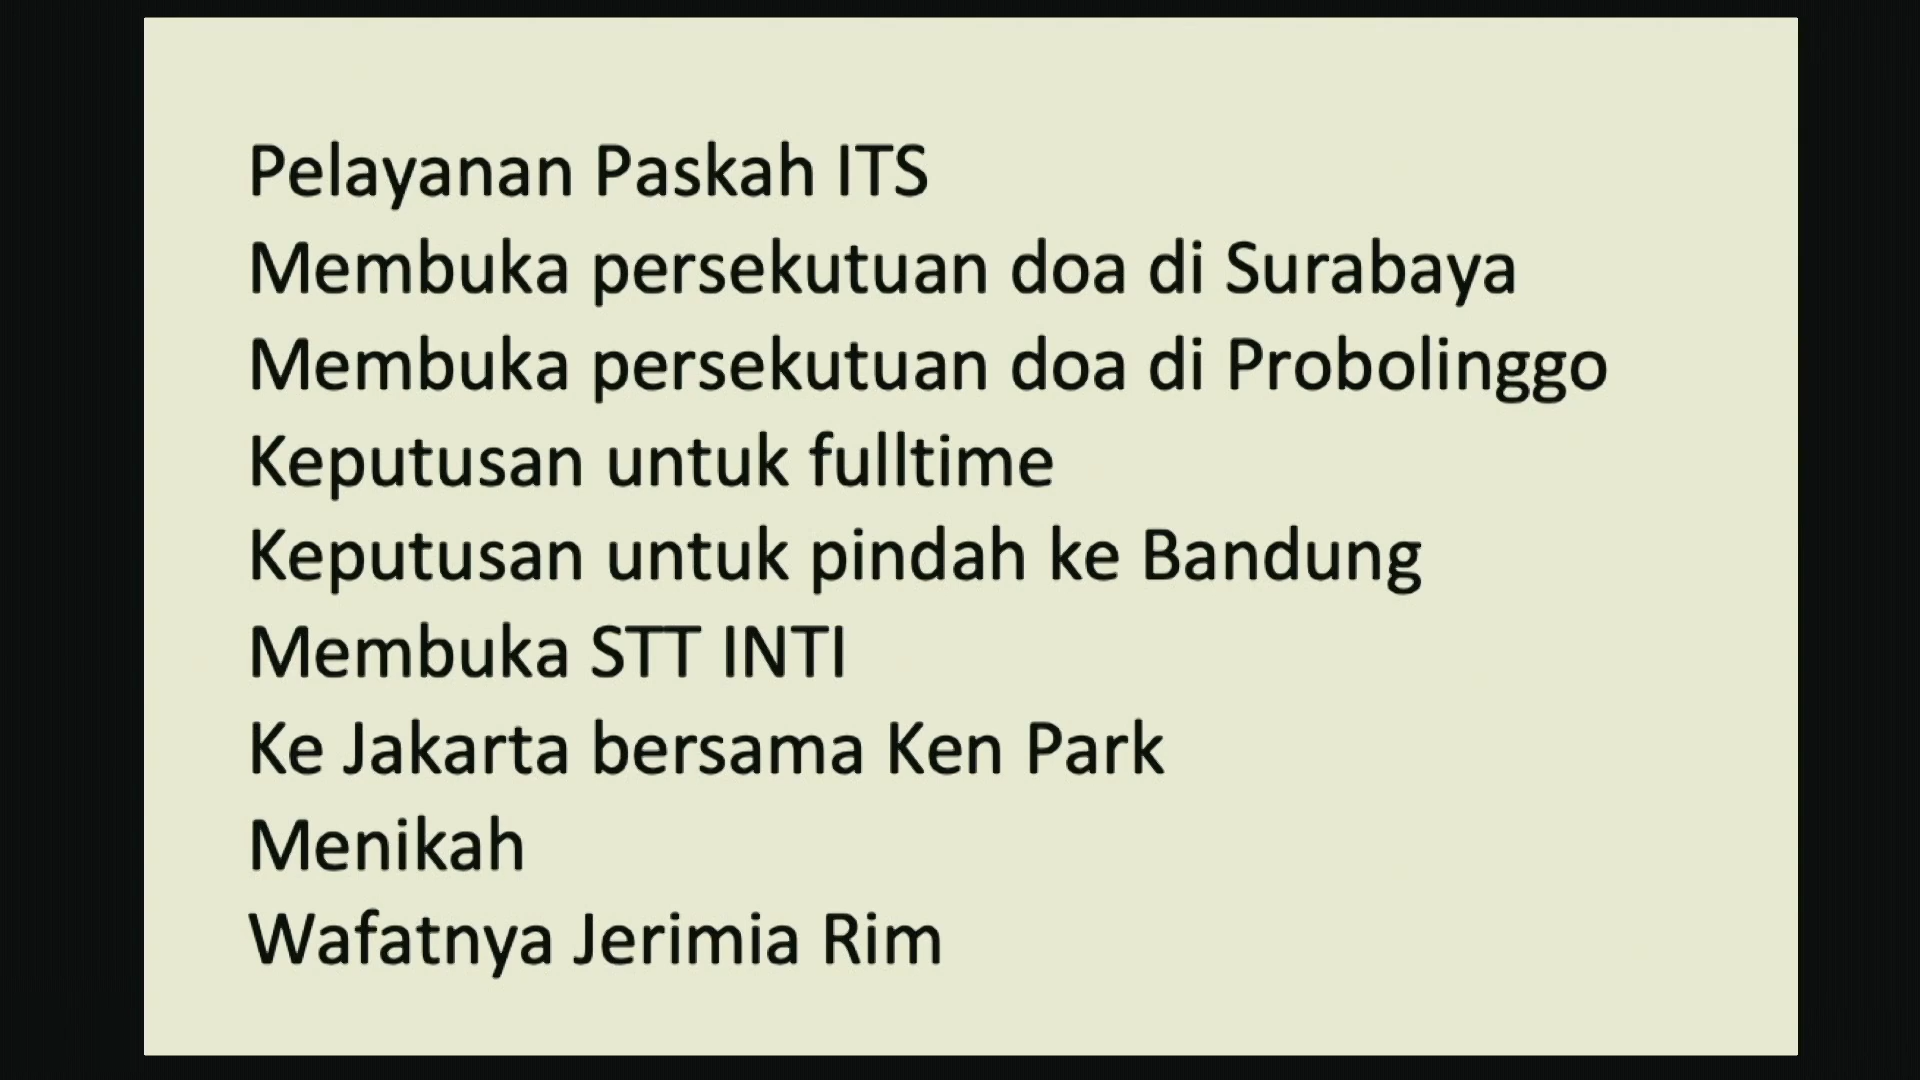 Pelayanan Paskah ITS
Membuka persekutuan doa di Surabaya
Membuka persekutuan doa di Probolinggo
Keputusan untuk fulltime
Keputusan untuk pindah ke Bandung
Membuka STT INTI
Ke Jakarta bersama Ken Park
Menikah
Wafatnya Jerimia Rim